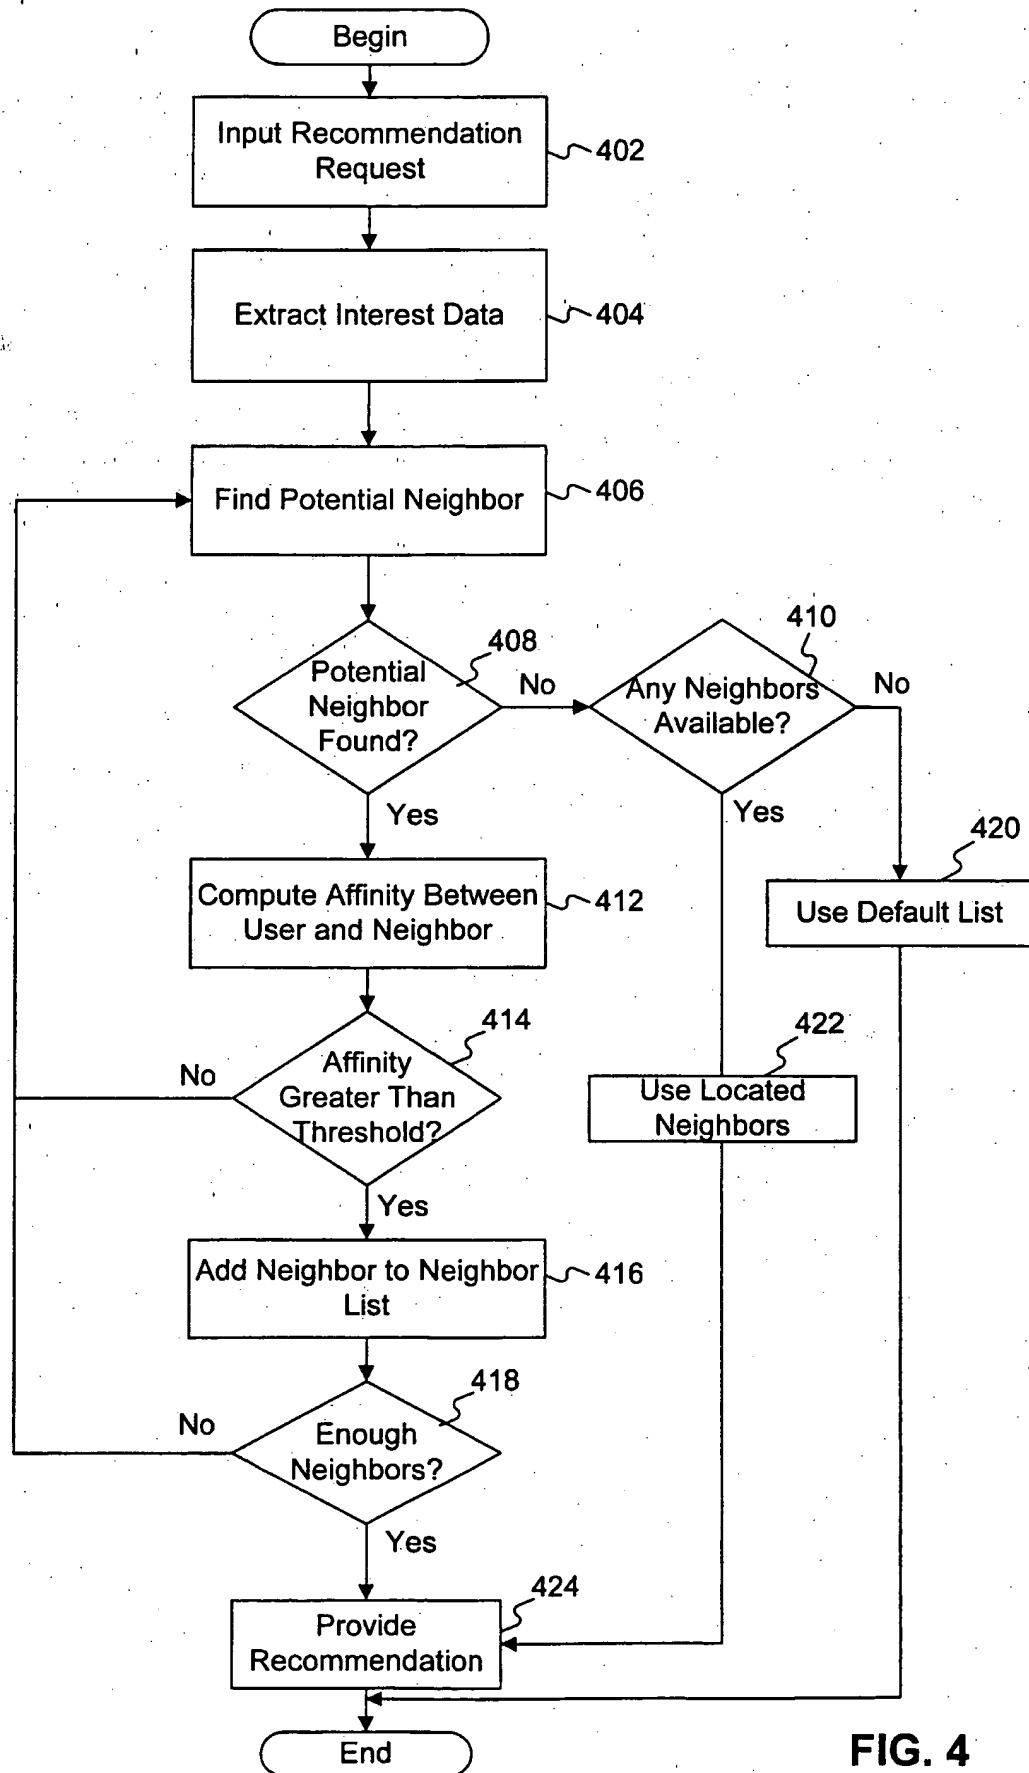 Begin
Input Recommendation
Request
402
Extract Interest Data
404
Find Potential Neighbor
406
Potential
Neighbor
Found?
408
No
Any Neighbors
Available?
410
No
Yes
Yes
Compute Affinity Between
User and Neighbor
412
420
Use Default List
Affinity
Greater Than
Threshold?
414
No
422
Use Located
Neighbors
Yes
Add Neighbor to Neighbor
List
416
418
No
Enough
Neighbors?
Yes
424
Provide
Recommendation
End
FIG. 4